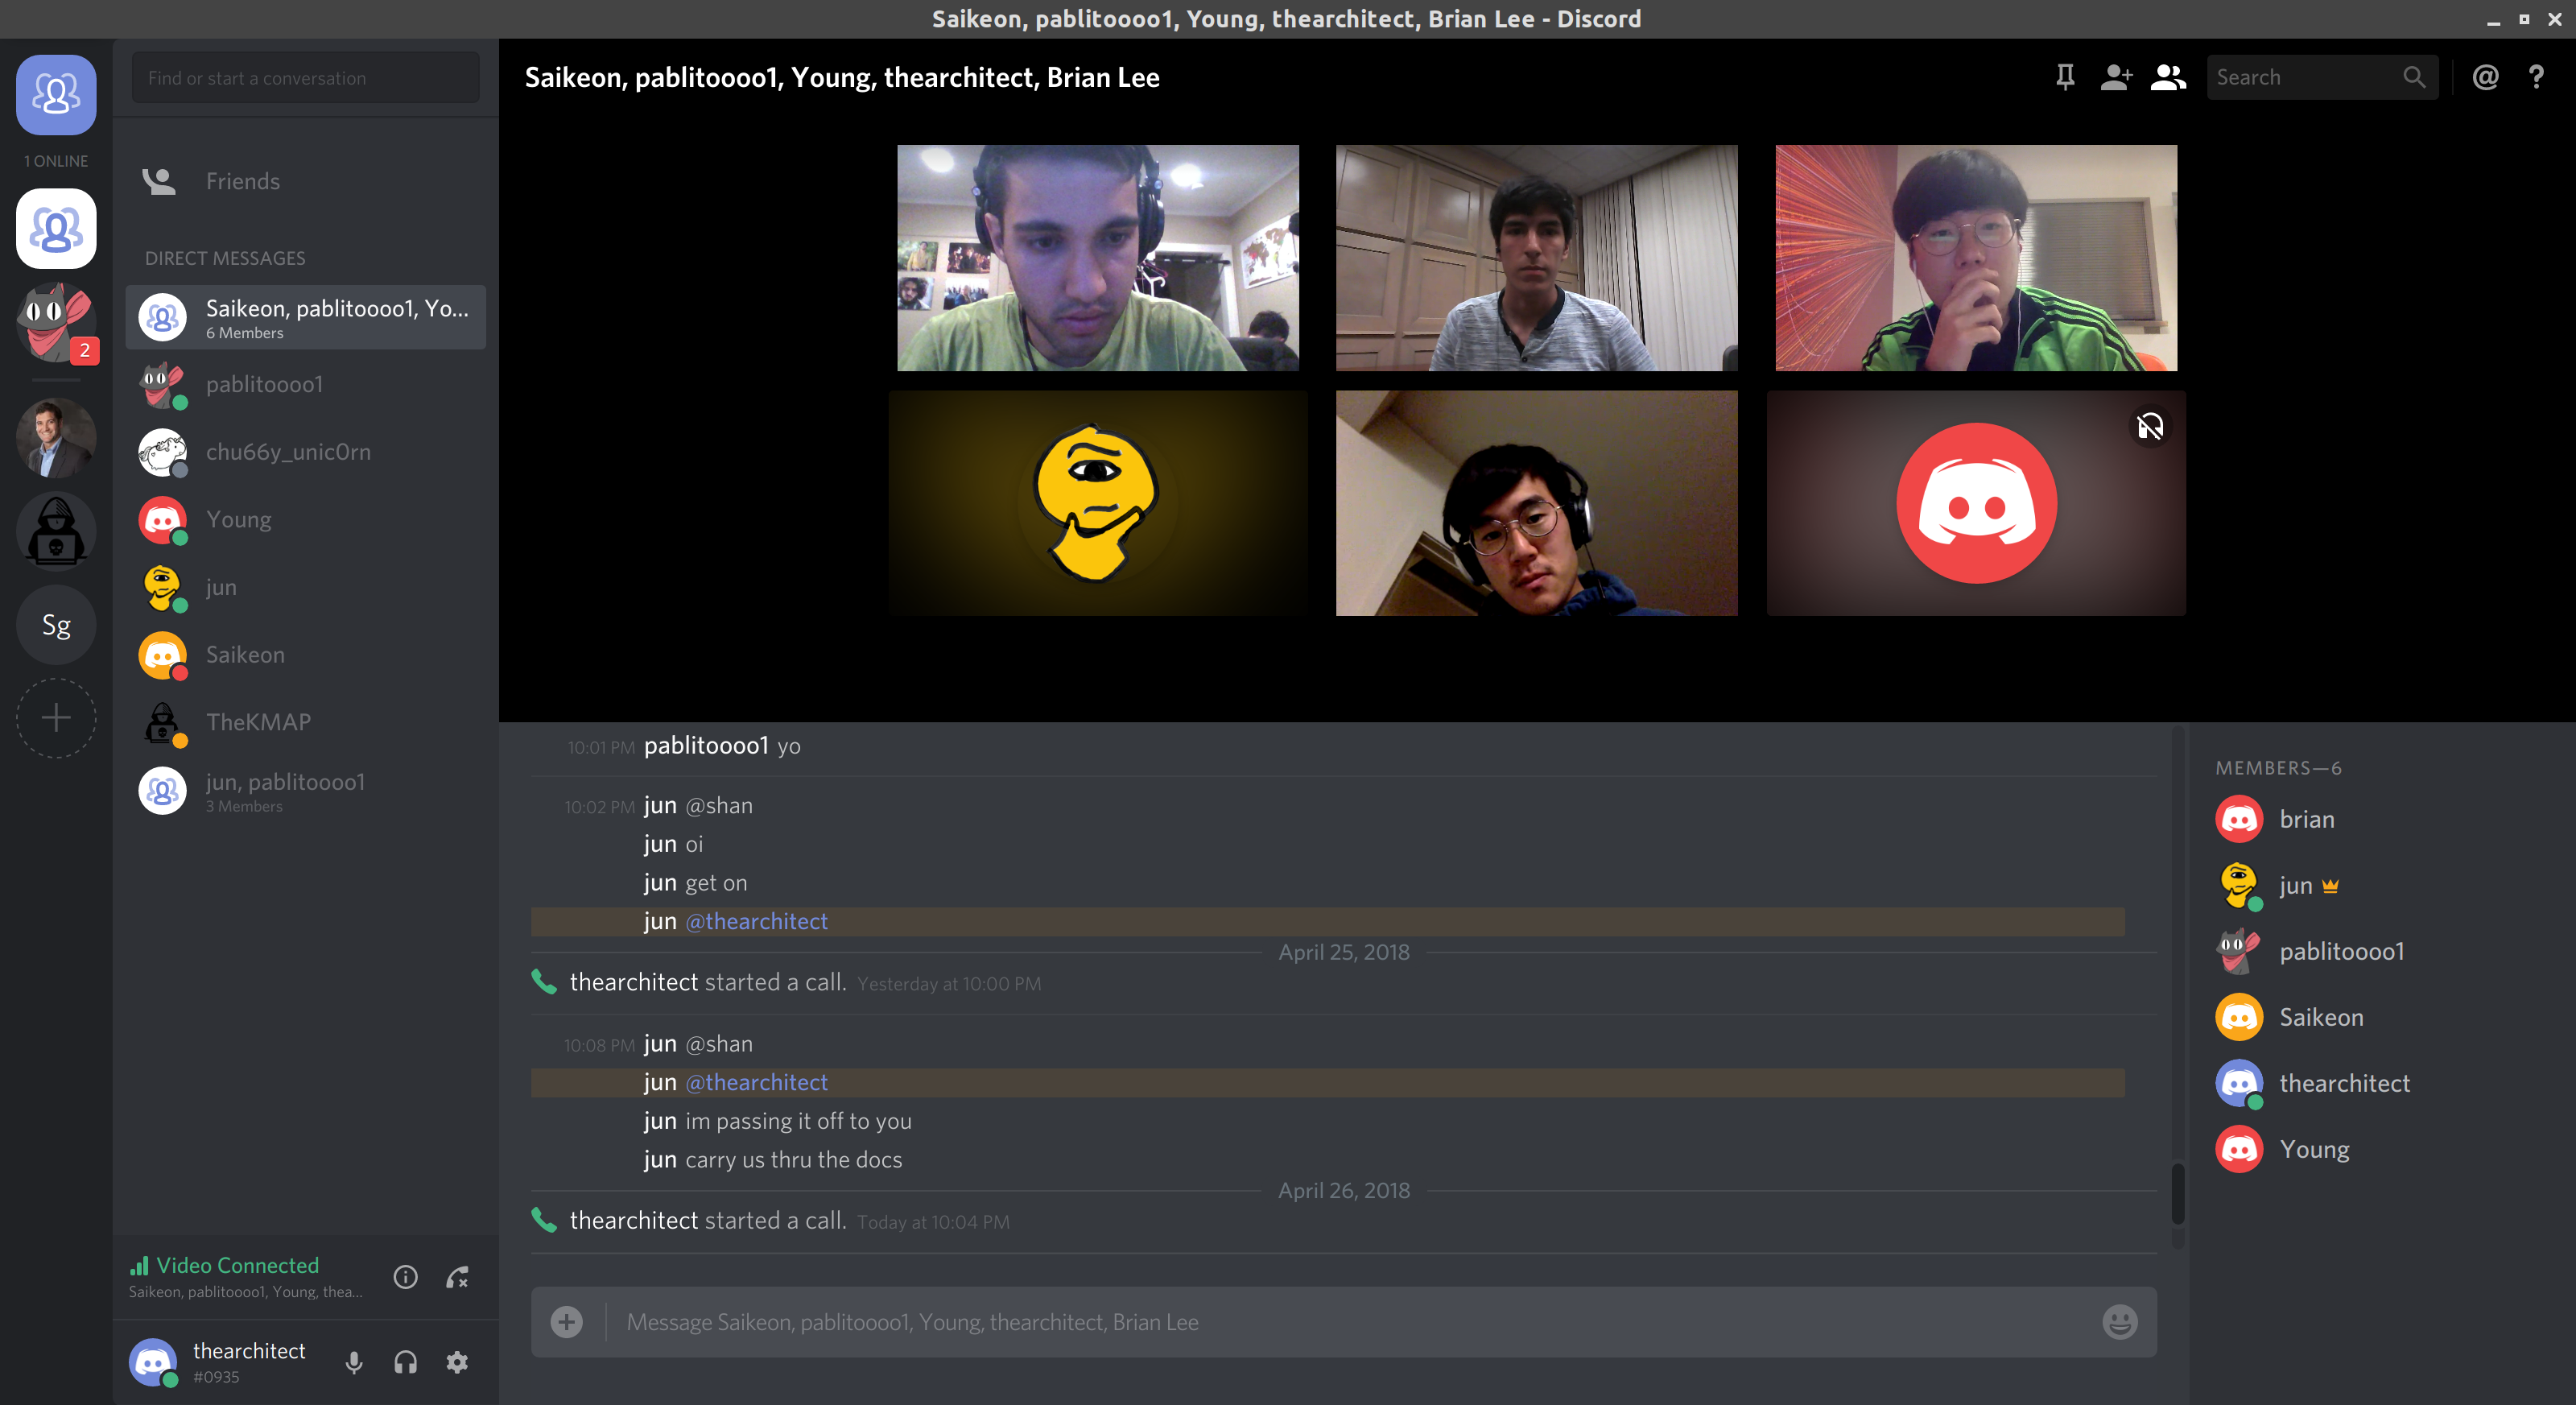 Saikeon, pablitoooo1, Young, thearchitect, Brian Lee - Discord
Find or start a conversation
Saikeon, pablitoooo1, Young, thearchitect, Brian Lee
Search
1 ONLINE
Friends
DIRECT MESSAGES
Saikeon, pablitoooo1, Yo...
6 Members
2
pablitoooo1
chu66y_unic0rn
Young
jun
Sg
Saikeon
TheKMAP
jun, pablitoooo1
3 Members
10:01 PM pablitoooo1 yo
10:02 PM jun @shan
jun oi
jun get on
jun @thearchitect
April 25, 2018
thearchitect started a call. Yesterday at 10:00 PM
10:08 PM jun @shan
jun @thearchitect
jun im passing it off to you
jun carry us thru the docs
April 26, 2018
thearchitect started a call. Today at 10:04 PM
Message Saikeon, pablitoooo1, Young, thearchitect, Brian Lee
MEMBERS—6
brian
jun
pablitoooo1
Saikeon
thearchitect
Young
Video Connected
Saikeon, pablitoooo1, Young, thea...
thearchitect
#0935